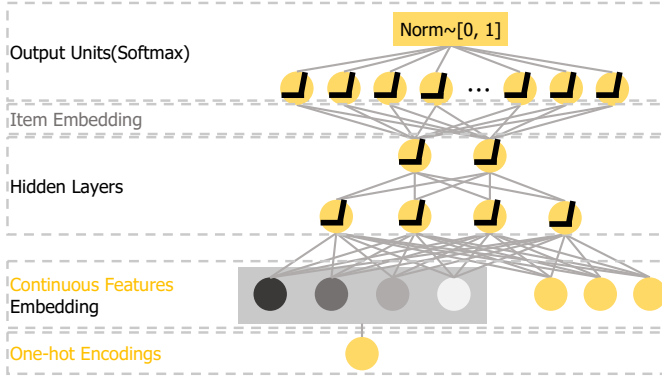 Norm~[0, 1]
Output Units(Softmax)
...
Item Embedding
Hidden Layers
Continuous Features
Embedding
One-hot Encodings